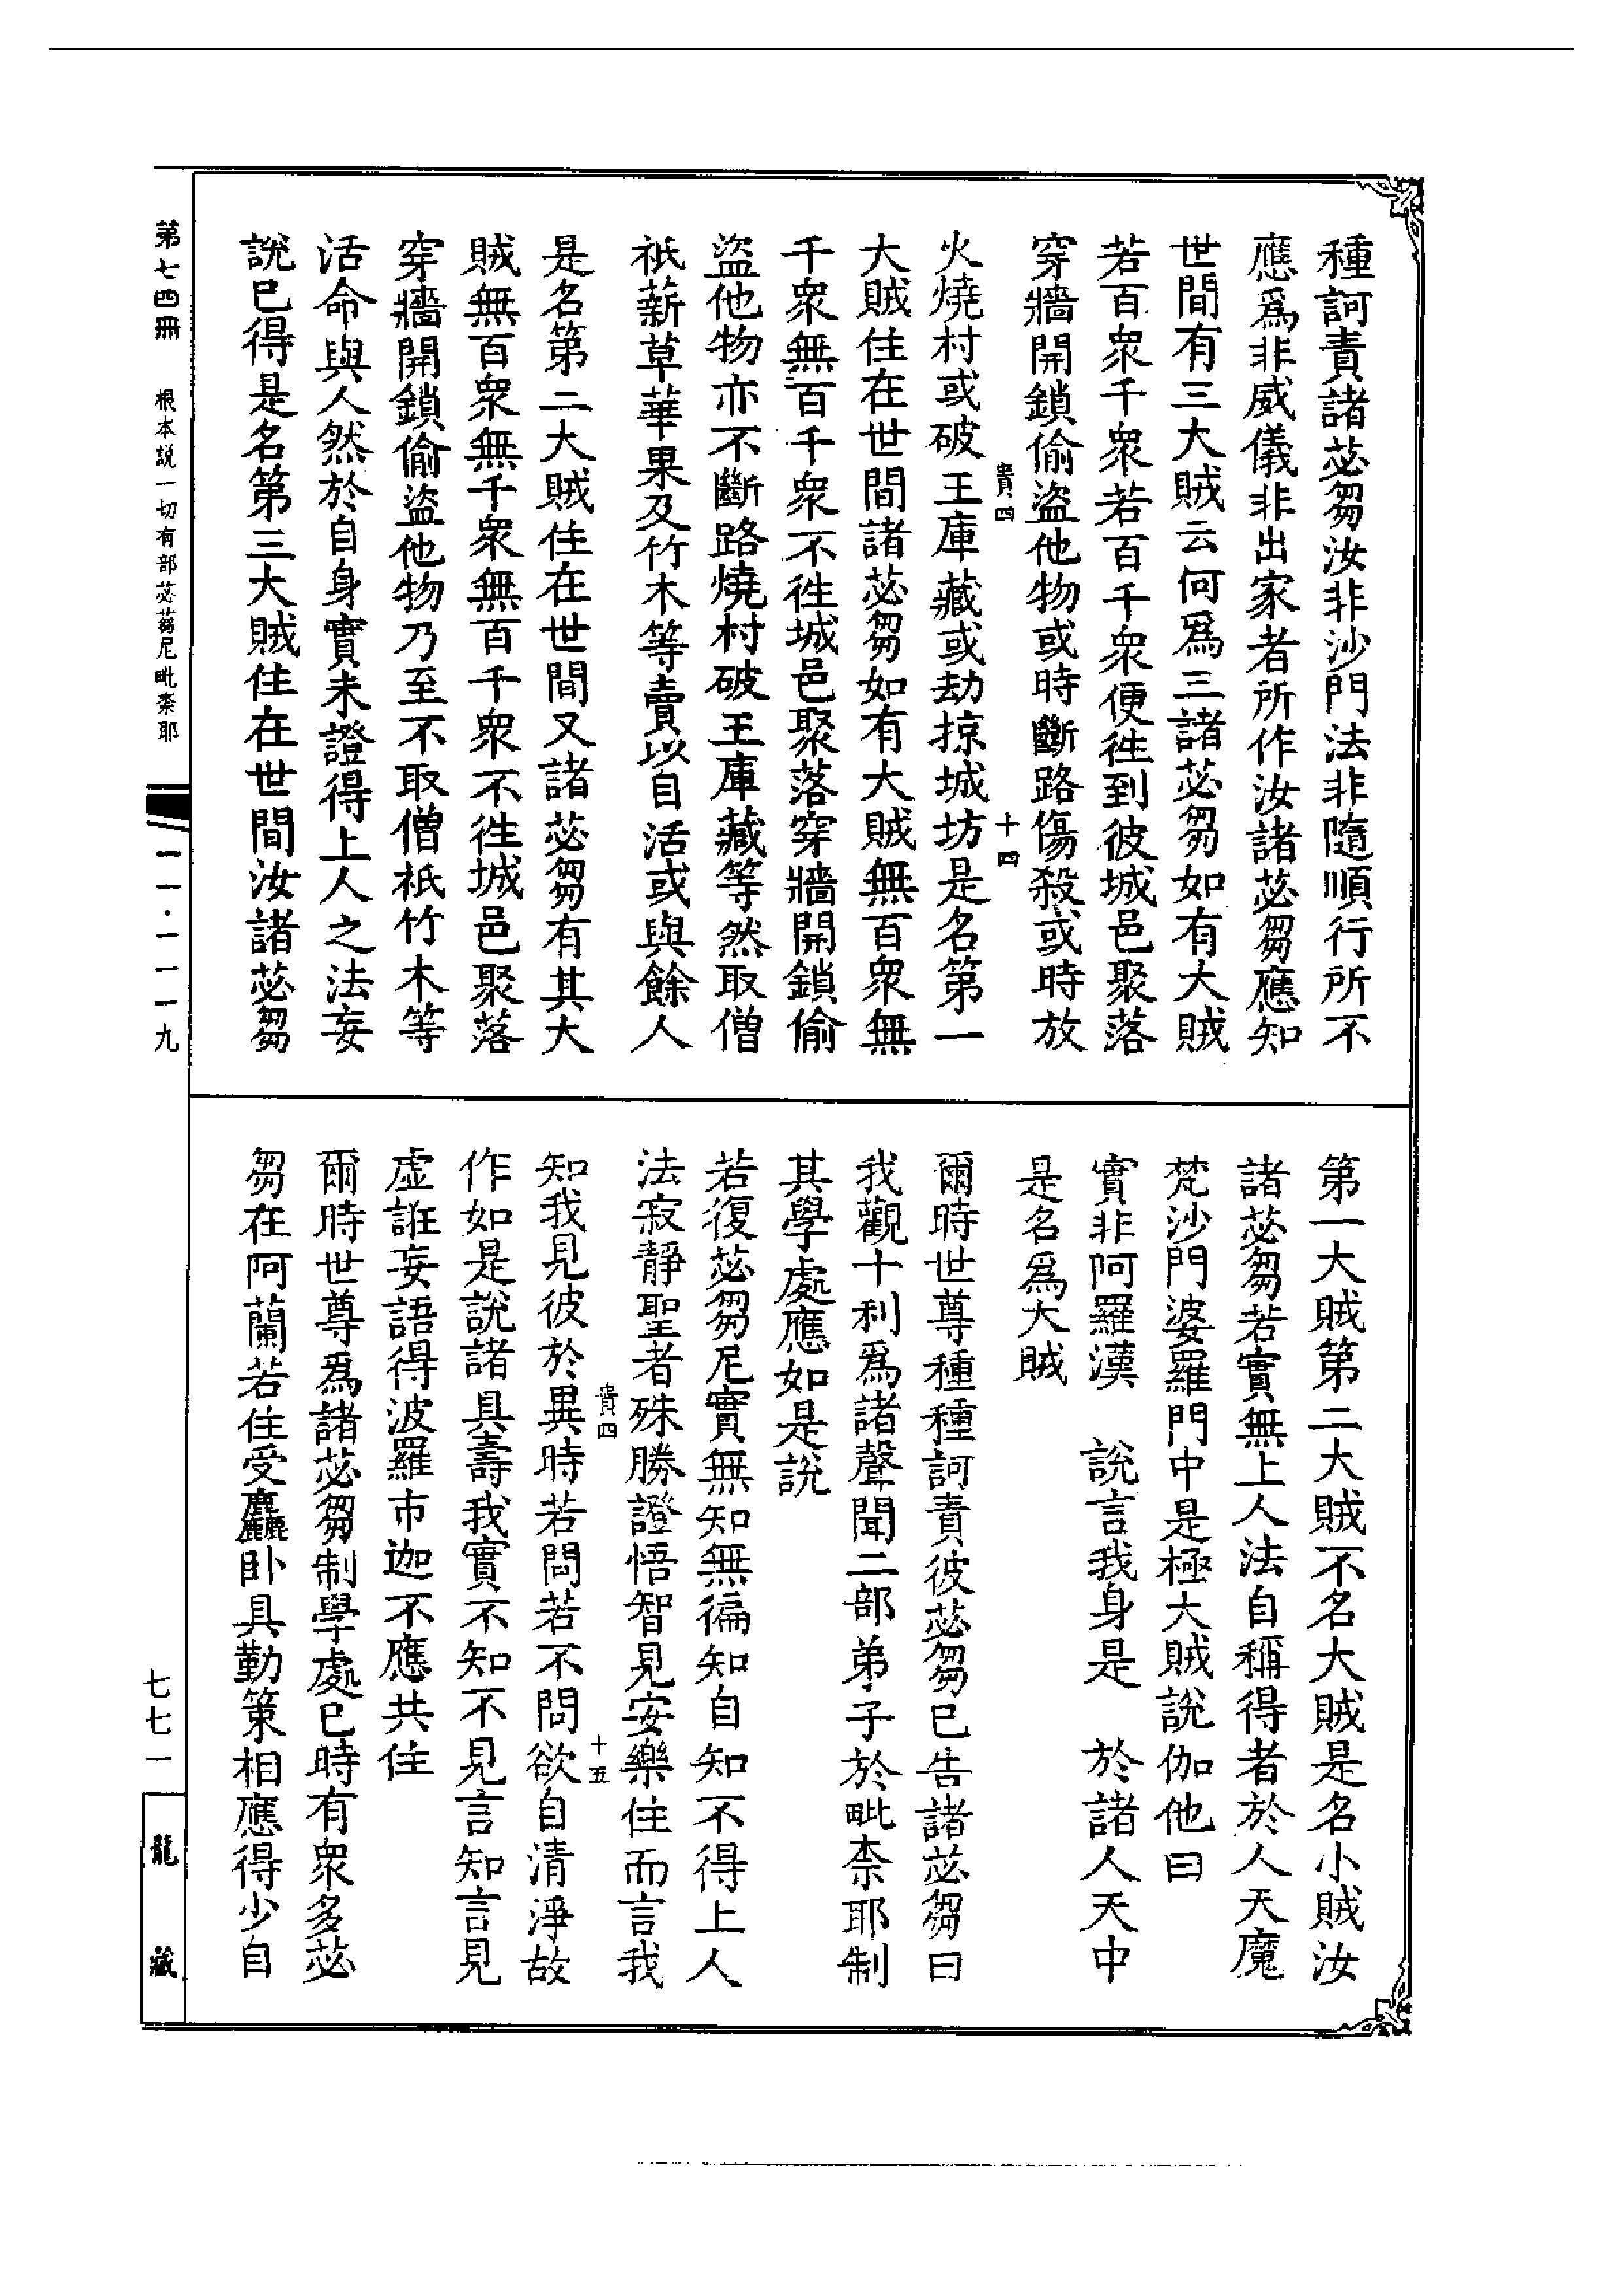 種訶責諸苾芻汝非沙門法非隨順行所不
應爲非威儀非出家者所作汝諸苾芻應知
世間有三大賊云何爲三諸苾芻如有大賊
若百衆千衆若百千衆便徃到彼城邑聚落
穿牆開鎖偷盜他物或時斷路傷殺或時放
貴四 十四
火燒村或破王庫藏或劫掠城坊是名第一
大賊住在世間諸苾芻如有大賊無百衆無
千衆無百千衆不徃城邑聚落穿牆開鎖偷
盜他物亦不斷路燒村破王庫藏等然取僧
祇薪草華果及竹木等賣以自活或與餘人
是名第二大賊住在世間又諸苾芻有其大
賊無百衆無千衆無百千衆不徃城邑聚落
穿牆開鎖偷盜他物乃至不取僧祇竹木等
活命與人然於自身實未證得上人之法妄
說已得是名第三大賊住在世間汝諸苾芻
第一大賊第二大賊不名大賊是名小賊汝
諸苾芻若實無上人法自稱得者於人天魔
梵沙門婆羅門中是極大賊說伽他曰
實非阿羅漢 說言我身是 於諸人天中
是名爲大賊
爾時世尊種種訶責彼苾芻已告諸苾芻曰
我觀十利爲諸聲聞二部弟子於毗柰耶制
其學處應如是說
若復苾芻尼實無知無徧知自知不得上人
法寂靜聖者殊勝證悟智見安樂住而言我
貴四 十五
知我見彼於異時若問若不問欲自清淨故
作如是說諸具壽我實不知不見言知言見
虛誑妄語得波羅市迦不應共住
爾時世尊爲諸苾芻制學處已時有衆多苾
芻在阿蘭若住受麤卧具勤策相應得少自
第七四冊 根本説一切有部苾蒭尼毗柰耶 一一·一一一九
七七一
龍藏